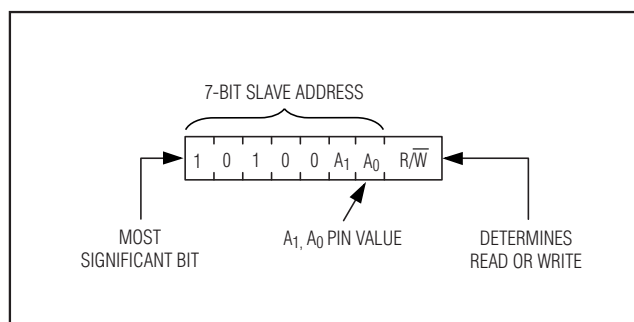 7-BIT SLAVE ADDRESS
1 0 1 0 0 A1 A0 R/W̅
MOST
SIGNIFICANT BIT
A1, A0 PIN VALUE
DETERMINES
READ OR WRITE